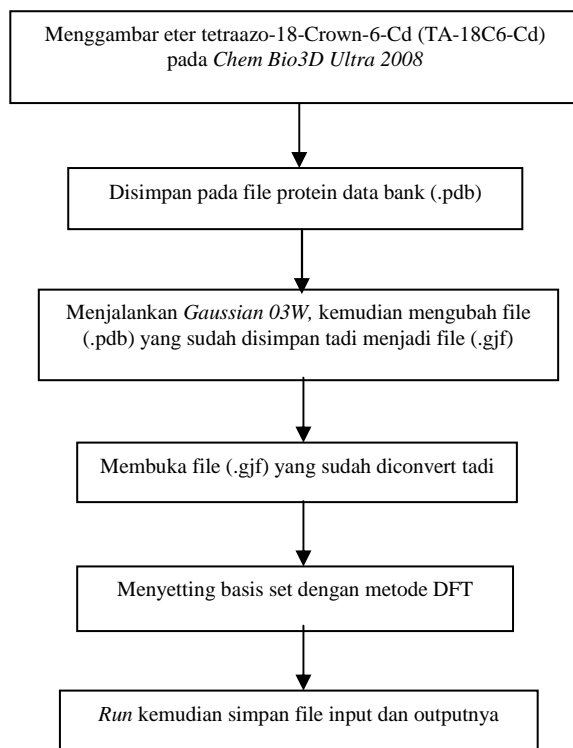 Menggambar eter tetraazo-18-Crown-6-Cd (TA-18C6-Cd)
pada Chem Bio3D Ultra 2008
Disimpan pada file protein data bank (.pdb)
Menjalankan Gaussian 03W, kemudian mengubah file
(.pdb) yang sudah disimpan tadi menjadi file (.gjf)
Membuka file (.gjf) yang sudah diconvert tadi
Menyetting basis set dengan metode DFT
Run kemudian simpan file input dan outputnya